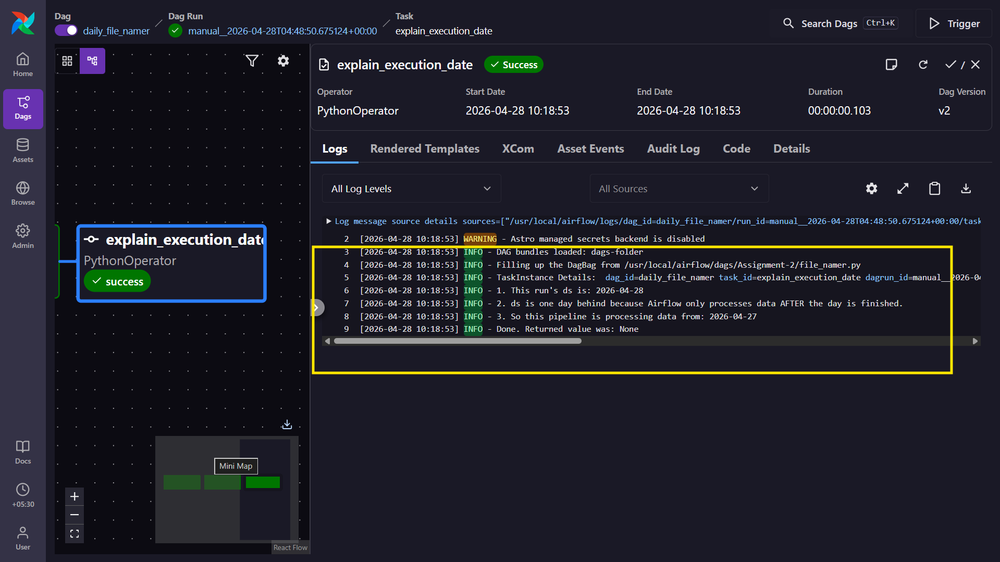 Dag
daily_file_namer
Dag Run
manual__2026-04-28T04:48:50.675124+00:00
Task
explain_execution_date
Search Dags Ctrl+K
Trigger
Home
Dags
Assets
Browse
Admin
Docs
+05:30
User
explain_execution_date
PythonOperator
success
Mini Map
React Flow
explain_execution_date Success
/
Operator Start Date End Date Duration Dag Version
PythonOperator 2026-04-28 10:18:53 2026-04-28 10:18:53 00:00:00.103 v2
Logs Rendered Templates XCom Asset Events Audit Log Code Details
All Log Levels All Sources
Log message source details sources=["/usr/local/airflow/logs/dag_id=daily_file_namer/run_id=manual__2026-04-28T04:48:50.675124+00:00/task
2 [2026-04-28 10:18:53] WARNING - Astro managed secrets backend is disabled
3 [2026-04-28 10:18:53] INFO - DAG bundles loaded: dags-folder
4 [2026-04-28 10:18:53] INFO - Filling up the DagBag from /usr/local/airflow/dags/Assignment-2/file_namer.py
5 [2026-04-28 10:18:53] INFO - TaskInstance Details: dag_id=daily_file_namer task_id=explain_execution_date dagrun_id=manual__2026-04
6 [2026-04-28 10:18:53] INFO - 1. This run's ds is: 2026-04-28
7 [2026-04-28 10:18:53] INFO - 2. ds is one day behind because Airflow only processes data AFTER the day is finished.
8 [2026-04-28 10:18:53] INFO - 3. So this pipeline is processing data from: 2026-04-27
9 [2026-04-28 10:18:53] INFO - Done. Returned value was: None